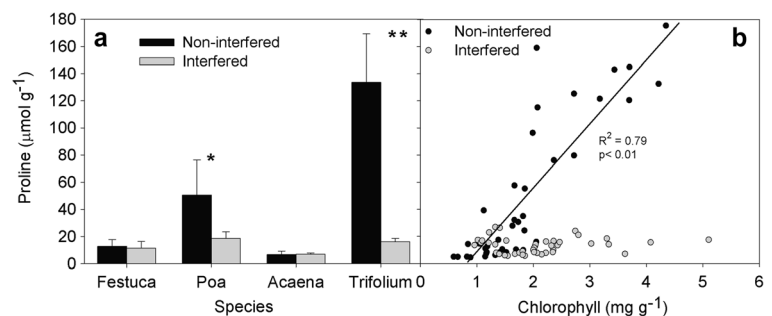 180
160
140
120
100
80
60
40
20
0
Proline (μmol g-1)
a
Non-interfered
Interfered
*
**
Festuca
Poa
Acaena
Trifolium
Species
b
Non-interfered
Interfered
R2 = 0.79
p< 0.01
0
1
2
3
4
5
6
Chlorophyll (mg g-1)